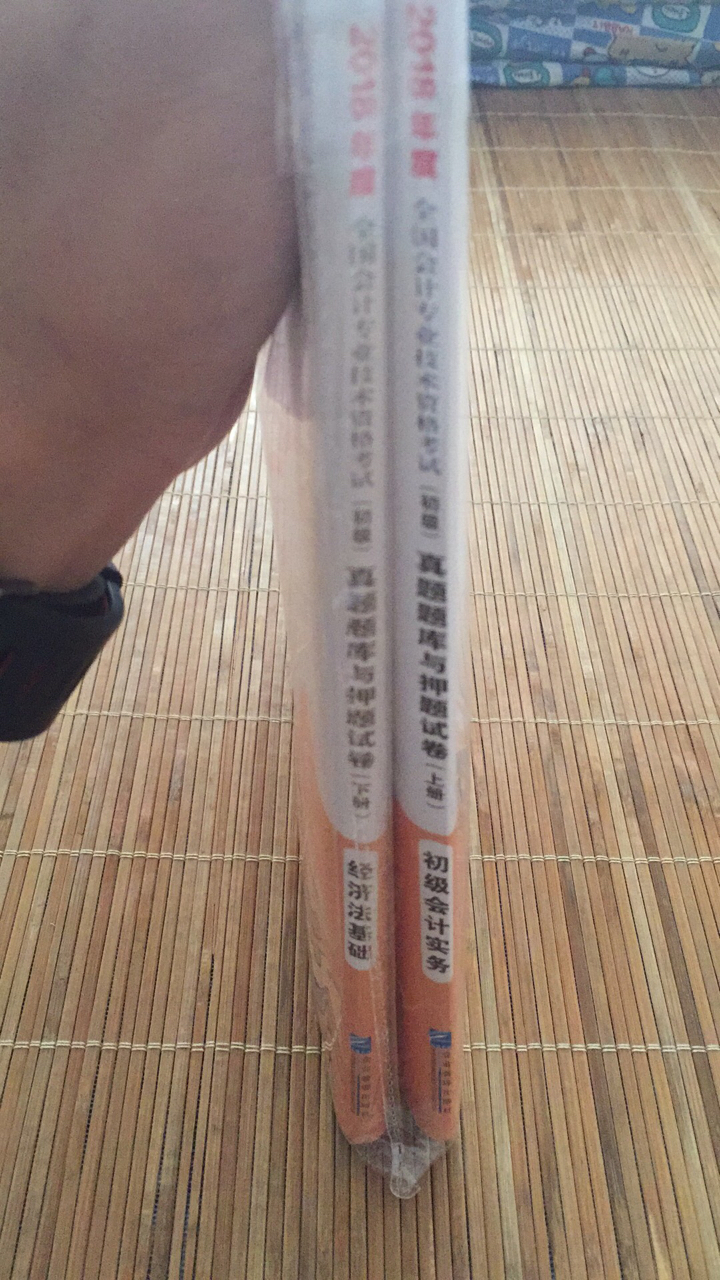 2018年度 全国会计专业技术资格考试（初级）真题题库与押题试卷（上册）
初级会计实务
2018年度 全国会计专业技术资格考试（初级）真题题库与押题试卷（下册）
经济法基础
RABBIT